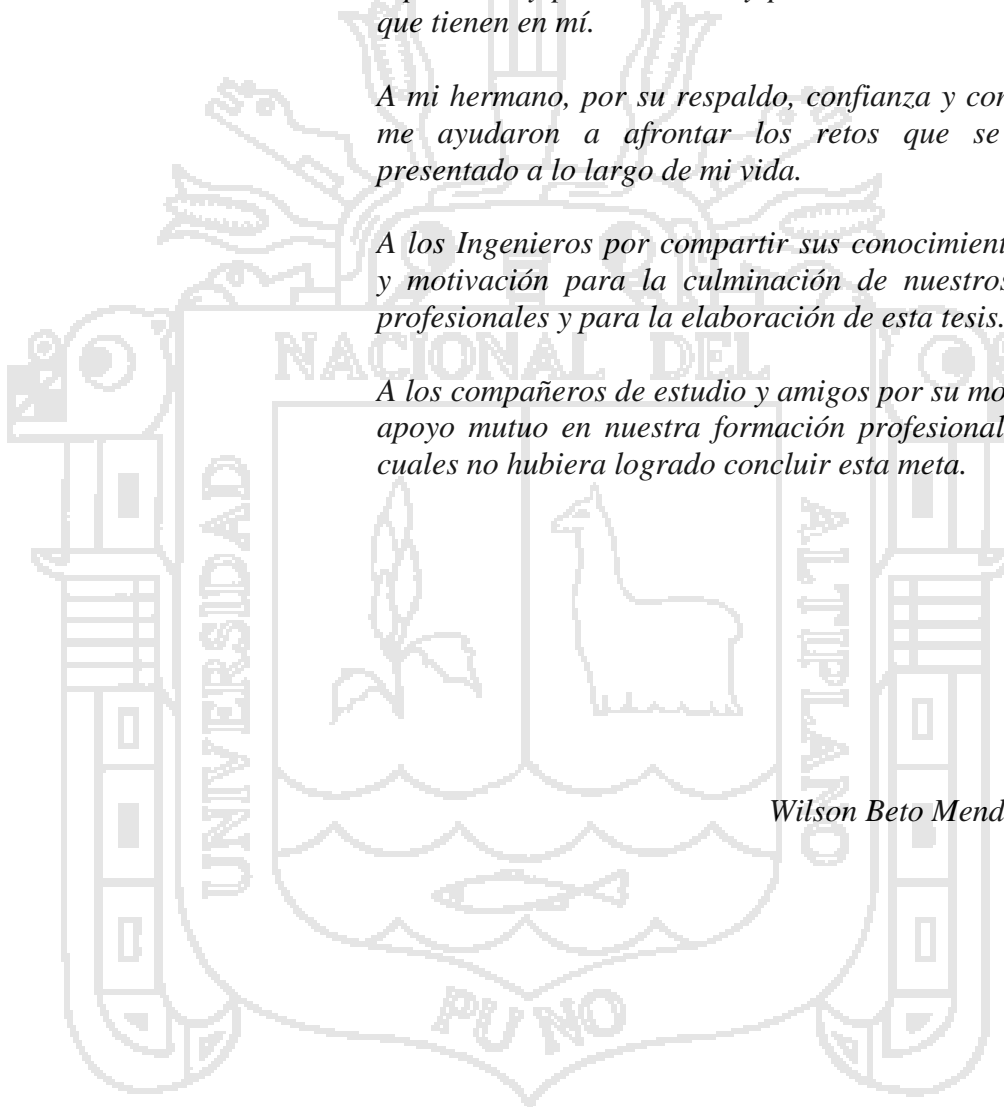 que tienen en mí.
A mi hermano, por su respaldo, confianza y
me ayudaron a afrontar los retos que se
presentado a lo largo de mi vida.
A los Ingenieros por compartir sus
y motivación para la culminación de nuestros
profesionales y para la elaboración de esta tesis.
A los compañeros de estudio y amigos por su
apoyo mutuo en nuestra formación profesional
cuales no hubiera logrado concluir esta meta.
Wilson Beto
NACIONAL DEL
UNIVERSIDAD
ALTIPLANO
PUNO